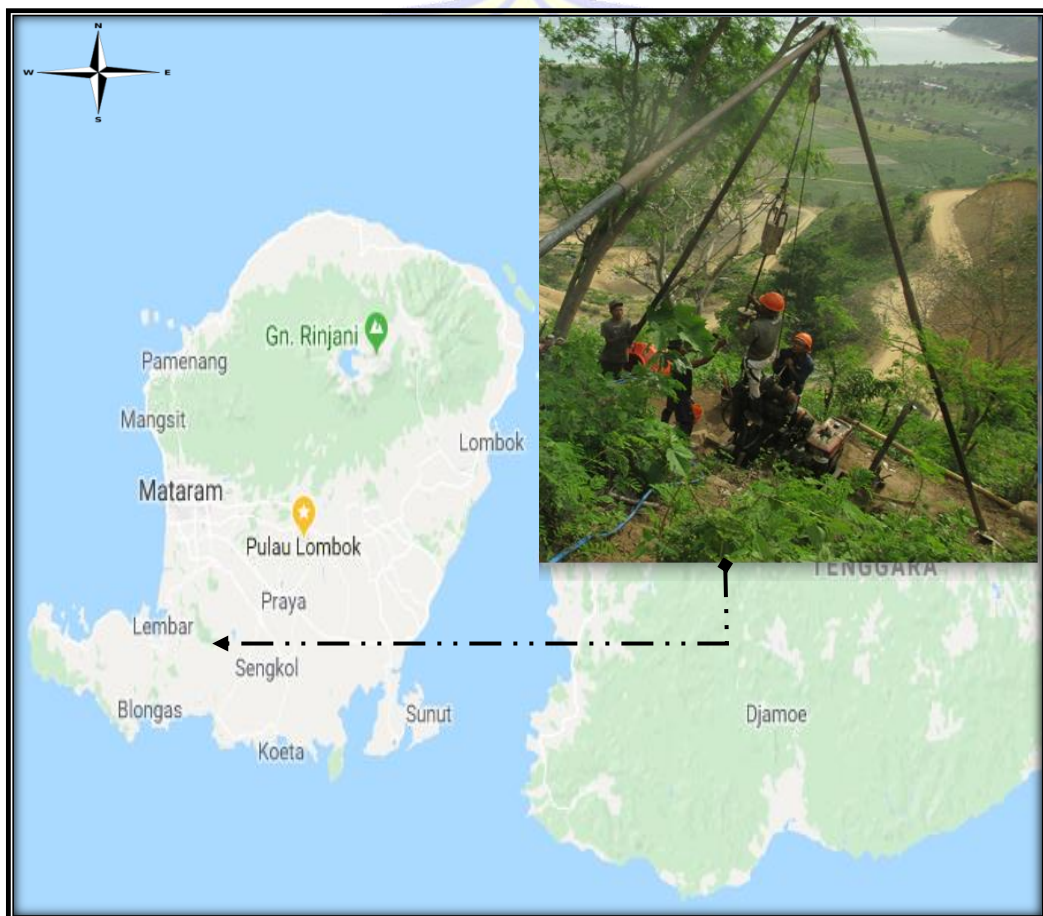 N
W E
S
Gn. Rinjani
Pamenang
Mangsit
Lombok
Mataram
Pulau Lombok
TENGGARA
Praya
Lembar
Sengkol
Blongas
Sunut
Djamoe
Koeta